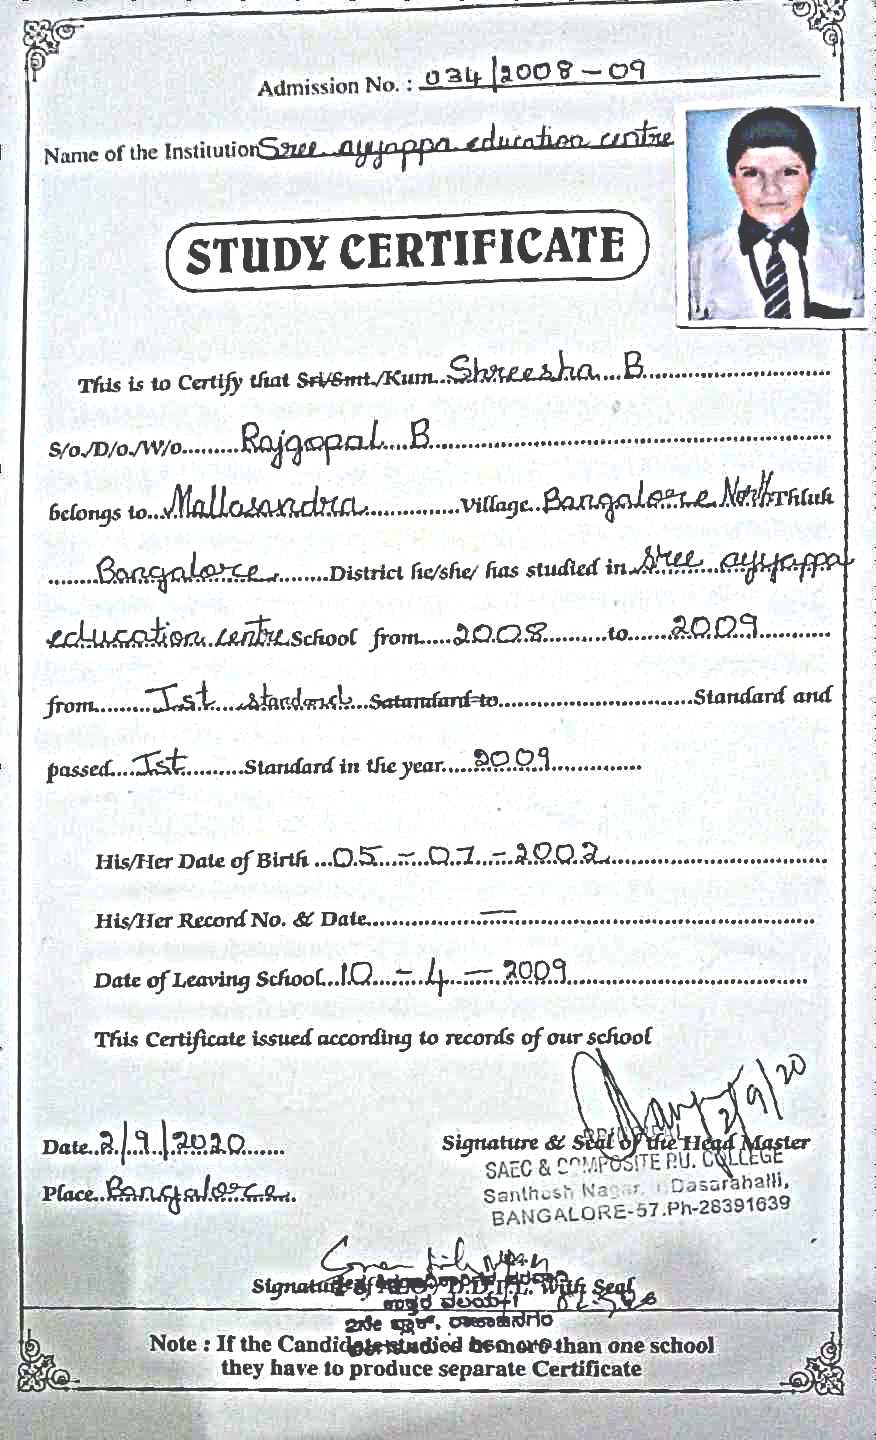 Admission No. : 034/2008-09
Name of the Institution Sree ayyappa education centre
STUDY CERTIFICATE
This is to Certify that Sri/Smt./Kum. Shreesha B
S/o./D/o./W/o. Rajgopal B
belongs to Mallasandra Village Bangalore North Thluk
Bangalore District he/she/ has studied in Sree ayyappa
education centre School from 2008 to 2009
from Ist standard Satandard to Standard and
passed Ist Standard in the year 2009
His/Her Date of Birth 05-07-2002
His/Her Record No. & Date —
Date of Leaving School 10-4-2009
This Certificate issued according to records of our school
2/9/20
Date 2/9/2020
Signature & Seal of the Head Master
PRINCIPAL
SAEC & COMPOSITE P.U. COLLEGE
Place Bangalore
Santhosh Nagar, Dasarahalli,
BANGALORE-57.Ph-28391639
Signature of D.D.P.I. With Seal
ಉತ್ತರ ವಲಯ-1
Note : If the Candidate studied more than one school
they have to produce separate Certificate